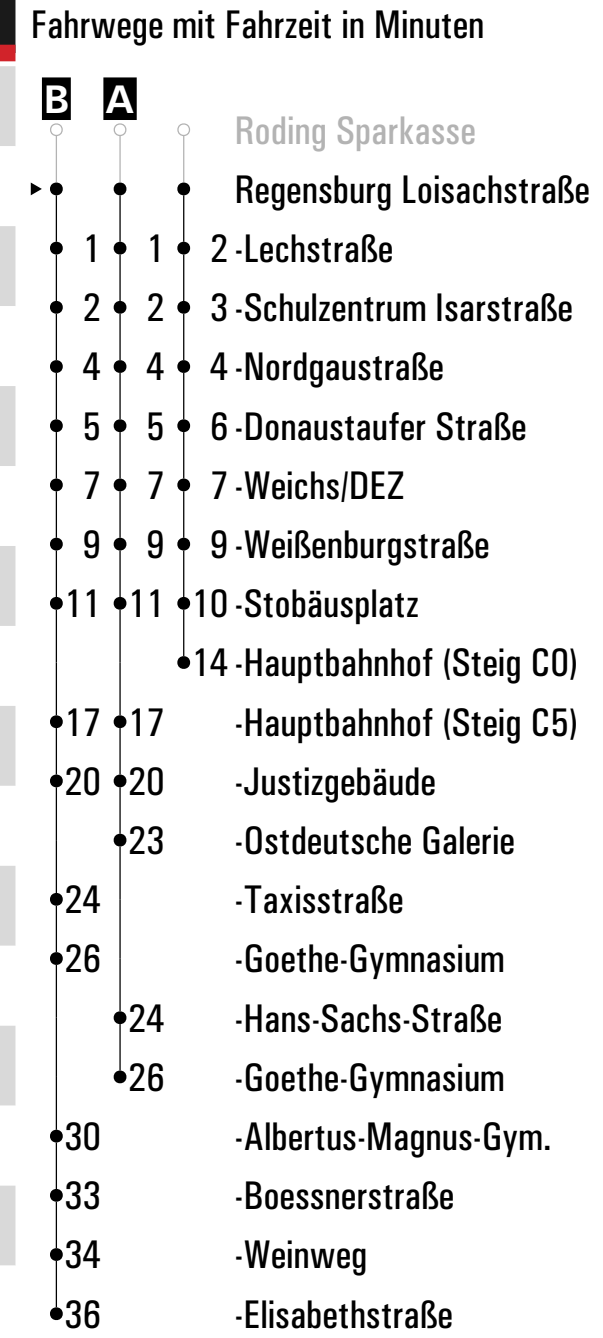 Fahrwege mit Fahrzeit in Minuten
B A
Roding Sparkasse
Regensburg Loisachstraße
1 1 2 -Lechstraße
2 2 3 -Schulzentrum Isarstraße
4 4 4 -Nordgaustraße
5 5 6 -Donaustaufer Straße
7 7 7 -Weichs/DEZ
9 9 9 -Weißenburgstraße
11 11 10 -Stobäusplatz
14 -Hauptbahnhof (Steig C0)
17 17 -Hauptbahnhof (Steig C5)
20 20 -Justizgebäude
23 -Ostdeutsche Galerie
24 -Taxisstraße
26 -Goethe-Gymnasium
24 -Hans-Sachs-Straße
26 -Goethe-Gymnasium
30 -Albertus-Magnus-Gym.
33 -Boessnerstraße
34 -Weinweg
36 -Elisabethstraße